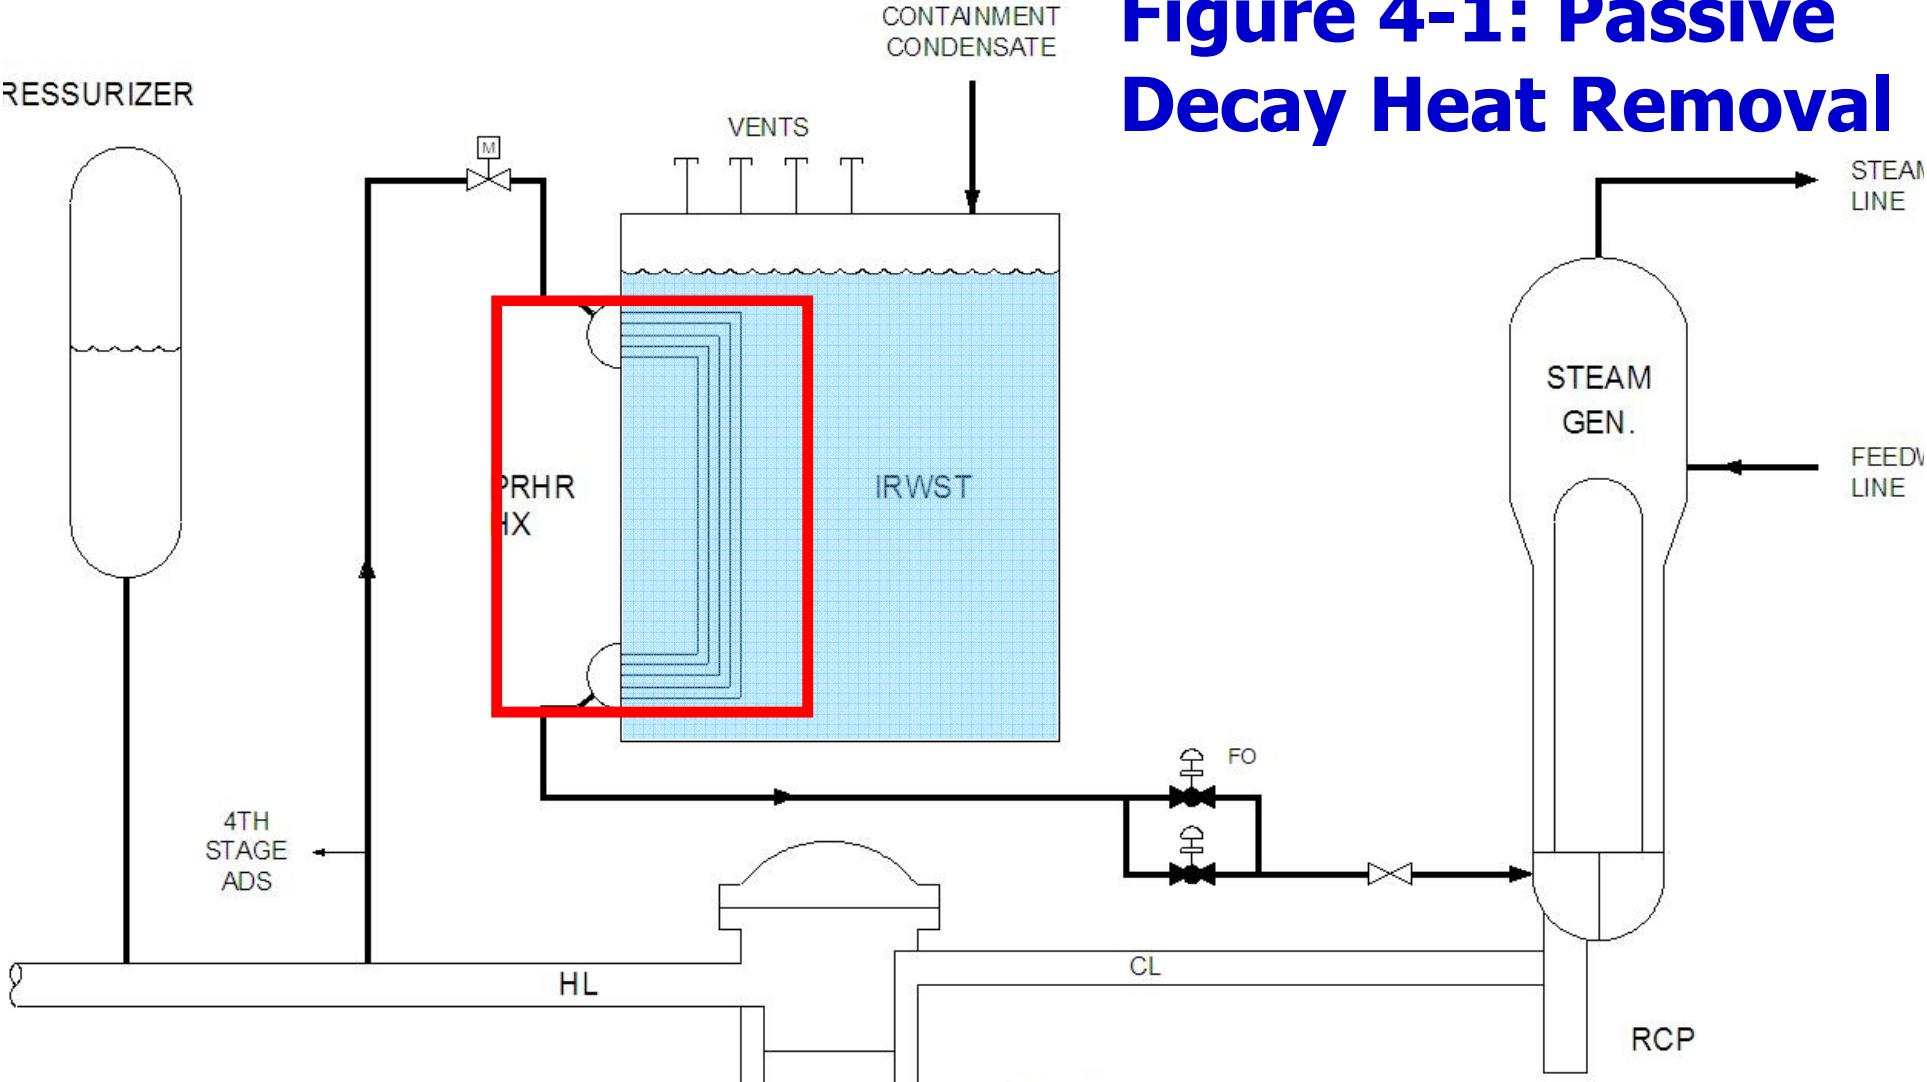 CONTAINMENT
CONDENSATE
Figure 4-1: Passive
Decay Heat Removal
RESSURIZER
VENTS
M
STEAM
LINE
STEAM
GEN.
PRHR
HX
IRWST
FEEDW
LINE
FO
4TH
STAGE
ADS
HL
CL
RCP